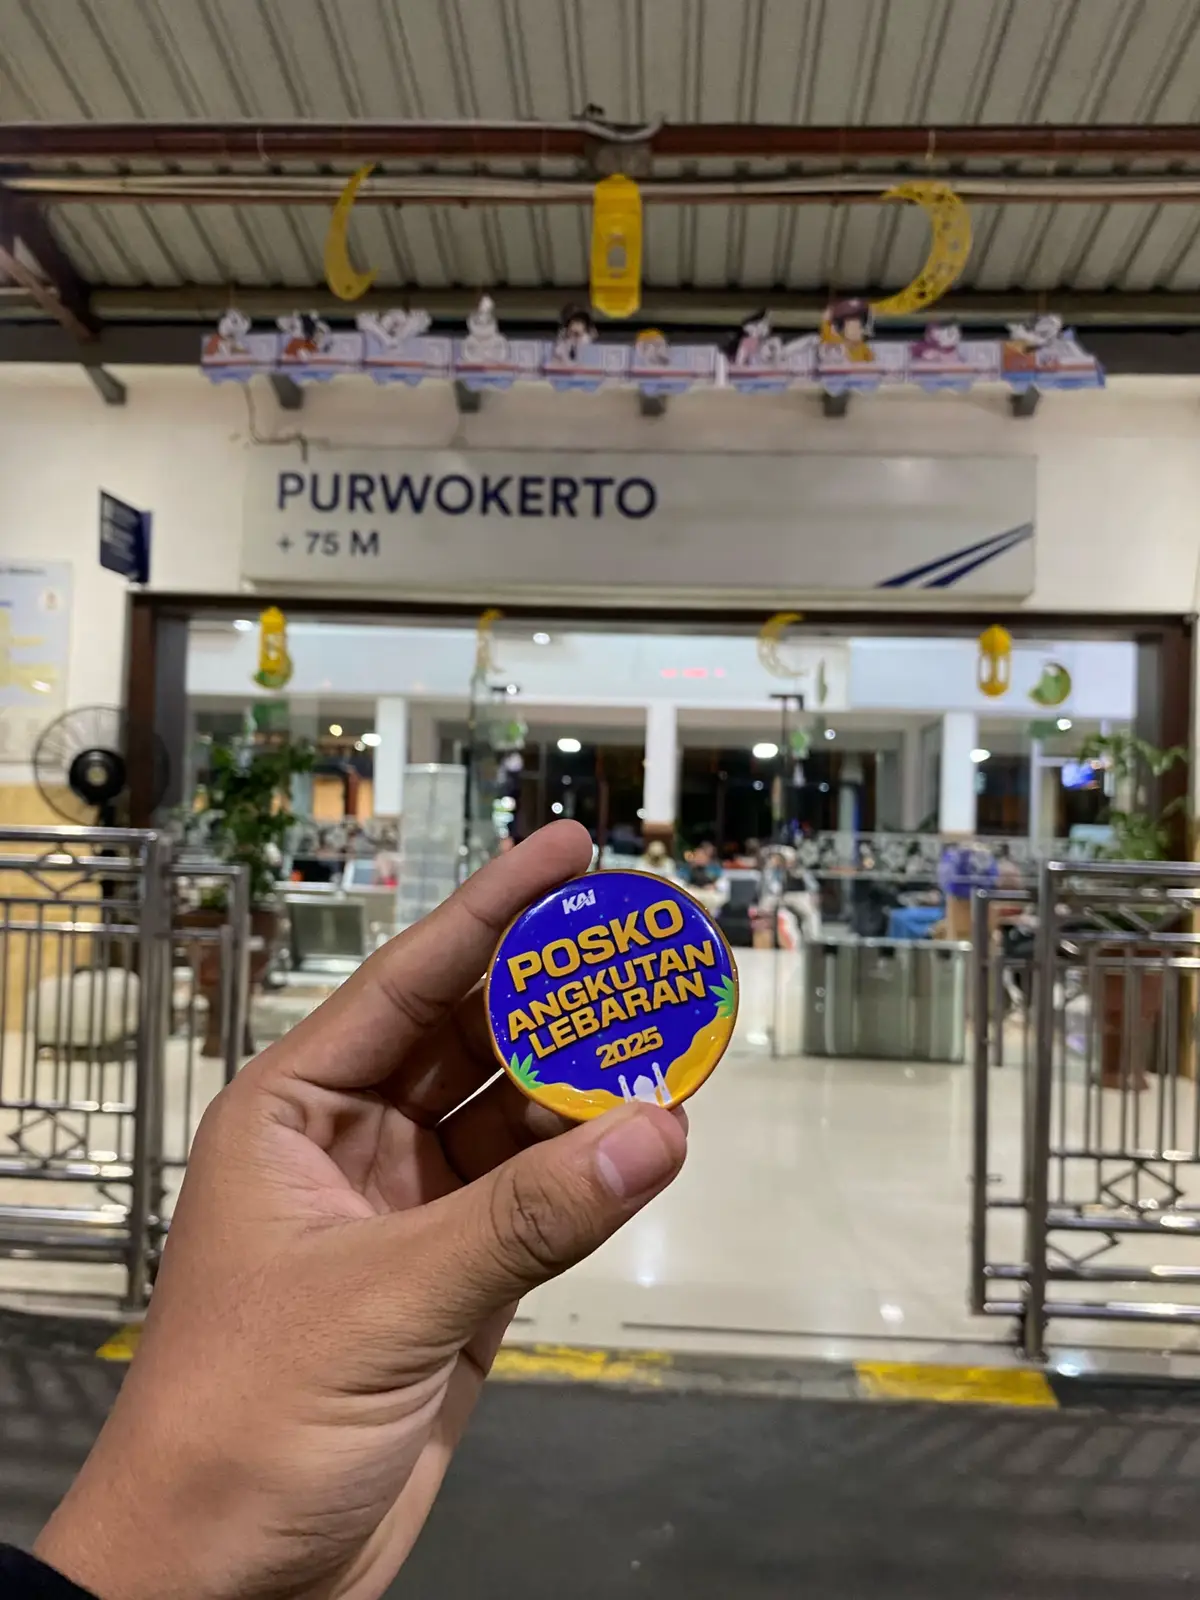 PURWOKERTO
+ 75 M
KAI
POSKO
ANGKUTAN
LEBARAN
2025